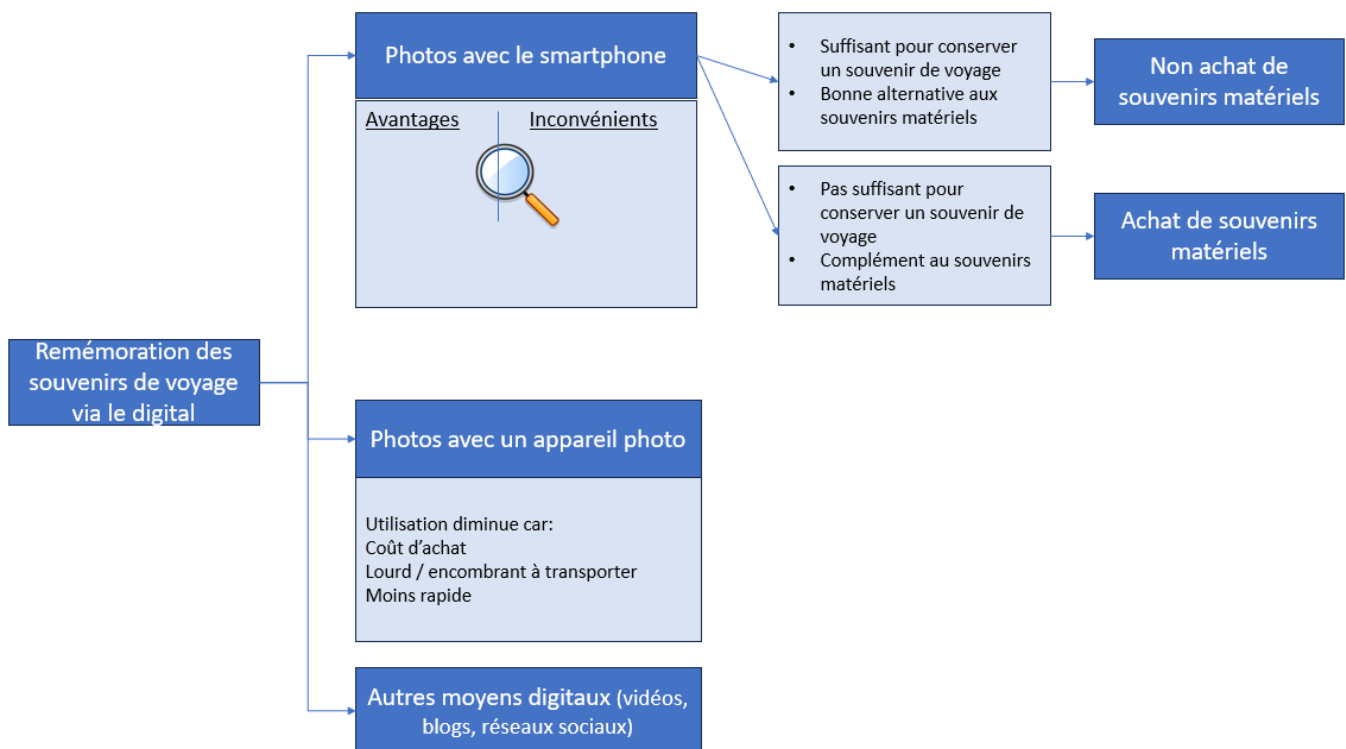 Photos avec le smartphone
Avantages
Inconvénients
• Suffisant pour conserver
un souvenir de voyage
• Bonne alternative aux
souvenirs matériels
Non achat de
souvenirs matériels
• Pas suffisant pour
conserver un souvenir de
voyage
• Complément au souvenirs
matériels
Achat de souvenirs
matériels
Remémoration des
souvenirs de voyage
via le digital
Photos avec un appareil photo
Utilisation diminue car:
Coût d’achat
Lourd / encombrant à transporter
Moins rapide
Autres moyens digitaux (vidéos,
blogs, réseaux sociaux)